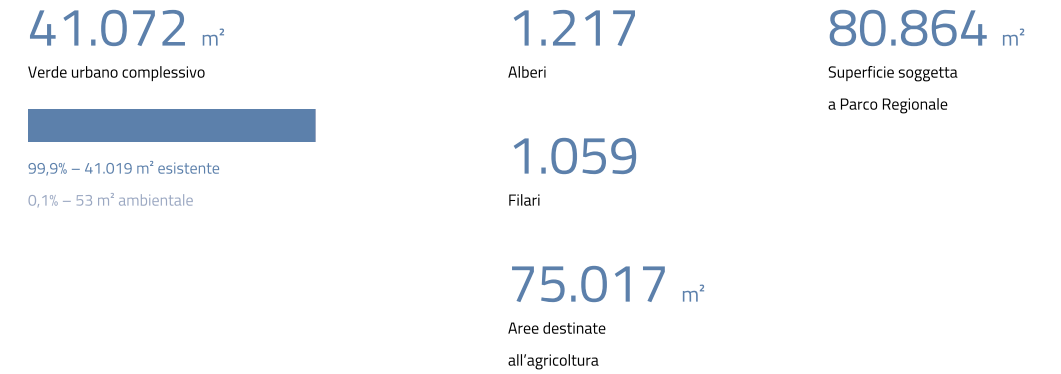 41.072 m²
Verde urbano complessivo
99,9% – 41.019 m² esistente
0,1% – 53 m² ambientale
1.217
Alberi
1.059
Filari
75.017 m²
Aree destinate
all’agricoltura
80.864 m²
Superficie soggetta
a Parco Regionale